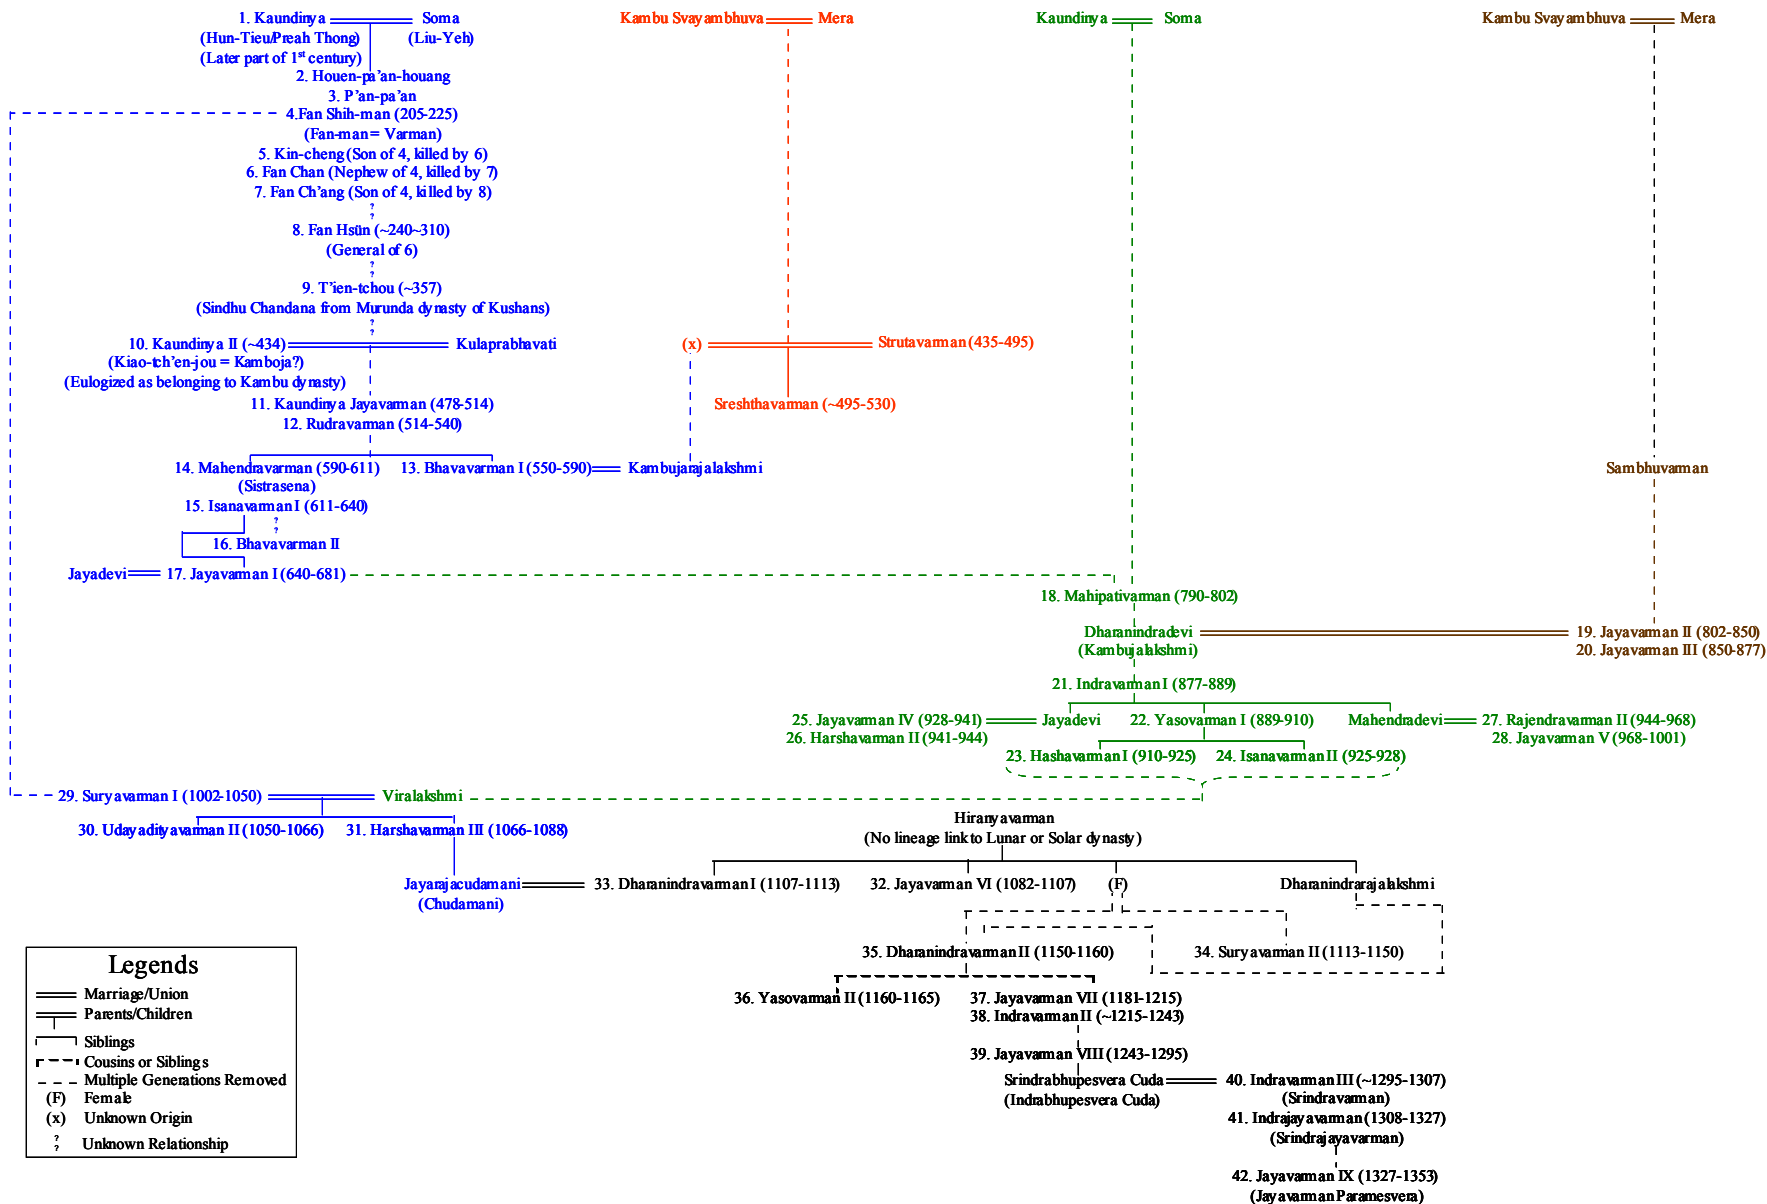 1. Kaundinya
Soma
Kambu Svayambhuva
Mera
Kaundinya
Soma
Kambu Svayambhuva
Mera
(Hun-Tieu/Preah Thong)
(Liu-Yeh)
(Later part of 1st century)
2. Houen-pa'an-houang
3. P'an-pa'an
4.Fan Shih-man (205-225)
(Fan-man = Varman)
5. Kin-cheng (Son of 4, killed by 6)
6. Fan Chan (Nephew of 4, killed by 7)
7. Fan Ch'ang (Son of 4, killed by 8)
?
?
8. Fan Hsün (~240~310)
(General of 6)
?
?
9. T'ien-tchou (~357)
(Sindhu Chandana from Murunda dynasty of Kushans)
?
?
10. Kaundinya II (~434)
Kulaprabhavati
(x)
Strutavarman (435-495)
(Kiao-tch'en-jou = Kamboja?)
(Eulogized as belonging to Kambu dynasty)
11. Kaundinya Jayavarman (478-514)
Sreshthavarman (~495-530)
12. Rudravarman (514-540)
14. Mahendravarman (590-611)
13. Bhavavarman I (550-590)
Kambujarajalakshmi
Sambhuvarman
(Sistrasena)
15. Isanavarman I (611-640)
?
?
16. Bhavavarman II
Jayadevi
17. Jayavarman I (640-681)
18. Mahipativarman (790-802)
Dharanindradevi
19. Jayavarman II (802-850)
(Kambujalakshmi)
20. Jayavarman III (850-877)
21. Indravarman I (877-889)
25. Jayavarman IV (928-941)
Jayadevi
22. Yasovarman I (889-910)
Mahendradevi
27. Rajendravarman II (944-968)
26. Harshavarman II (941-944)
28. Jayavarman V (968-1001)
23. Hashavarman I (910-925)
24. Isanavarman II (925-928)
29. Suryavarman I (1002-1050)
Viralakshmi
30. Udayadityavarman II (1050-1066)
31. Harshavarman III (1066-1088)
Hiranyavarman
(No lineage link to Lunar or Solar dynasty)
Jayarajacudamani
33. Dharanindravarman I (1107-1113)
32. Jayavarman VI (1082-1107)
(F)
Dharanindrarajalakshmi
(Chudamani)
35. Dharanindravarman II (1150-1160)
34. Suryavarman II (1113-1150)
36. Yasovarman II (1160-1165)
37. Jayavarman VII (1181-1215)
38. Indravarman II (~1215-1243)
39. Jayavarman VIII (1243-1295)
Srindrabhupesvera Cuda
40. Indravarman III (~1295-1307)
(Indrabhupesvera Cuda)
(Srindravarman)
41. Indrajayavarman (1308-1327)
(Srindrajayavarman)
42. Jayavarman IX (1327-1353)
(Jayavarman Paramesvera)
Legends
Marriage/Union
Parents/Children
Siblings
Cousins or Siblings
Multiple Generations Removed
(F) Female
(x) Unknown Origin
?
? Unknown Relationship